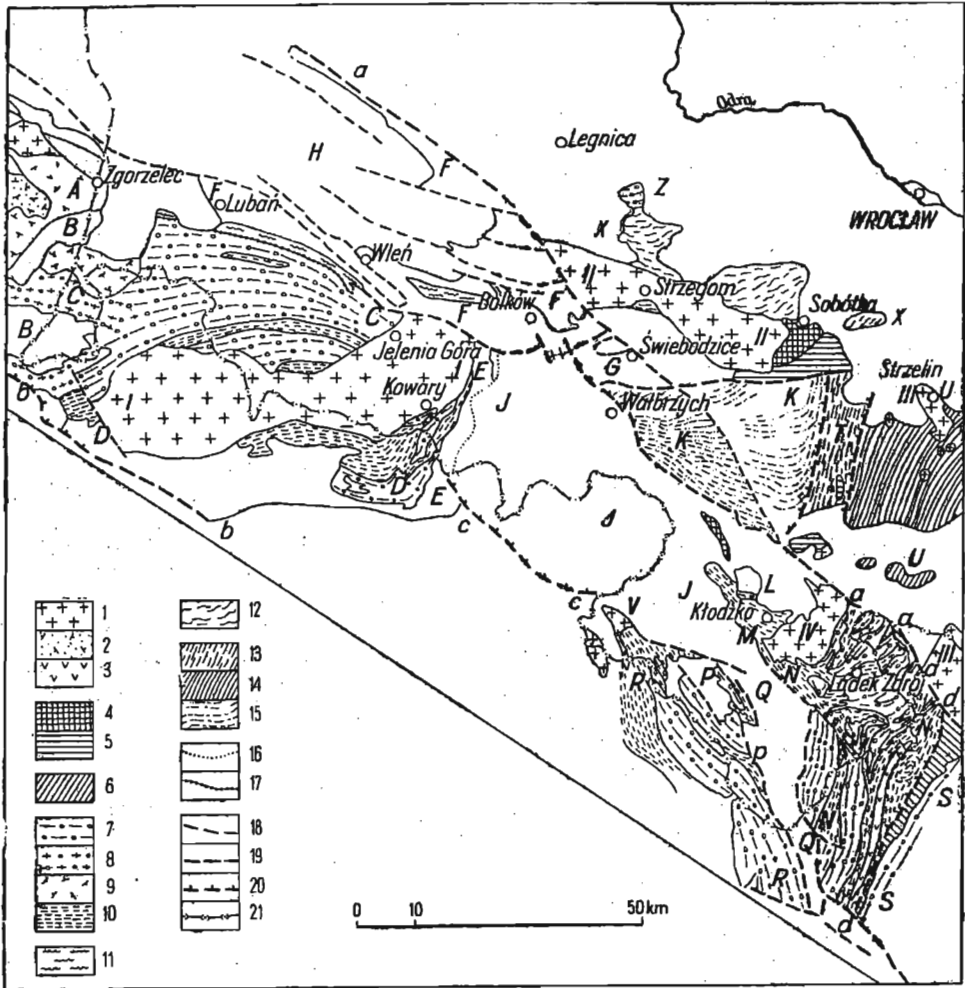 a
Odra
H
Legnica
F
Z
A
Zgorzelec
F
Lubań
WROCŁAW
B
K
Wleń
II
Strzegom
C
Bolków
F
Sobótka
X
B
C
F
Jelenia Góra
G
Świebodzice
II
Strzelin
III
U
b
I
Kowary
I
E
J
Wałbrzych
K
K
D
D
E
b
c
J
U
c
V
J
L
a
Kłodzko
M
IV
a
III
R
P
Q
N
Lądek Zdrój
d
d
p
N
S
Q
N
R
S
d
1
2
3
4
5
6
7
8
9
10
11
12
13
14
15
16
17
18
19
20
21
0 10 50 km